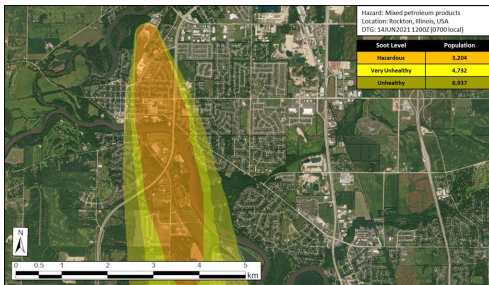 Hazard: Mixed petroleum products
Location: Rockton, Illinois, USA
DTG: 14JUN2021 1200Z (0700 local)
Soot Level Population
Hazardous 3,204
Very Unhealthy 4,732
Unhealthy 8,937
N
0 0.5 1 2 3 4 5
km